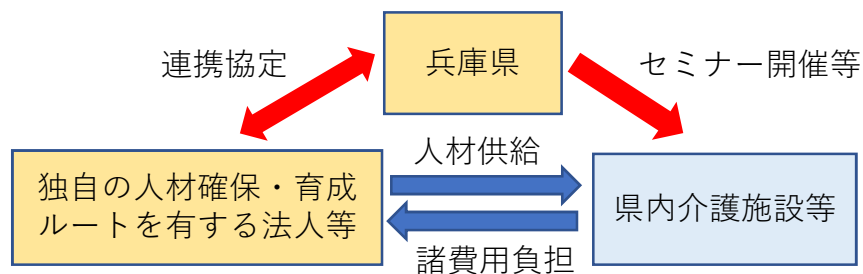 連携協定
兵庫県
セミナー開催等
人材供給
独自の人材確保・育成
ルートを有する法人等
県内介護施設等
諸費用負担